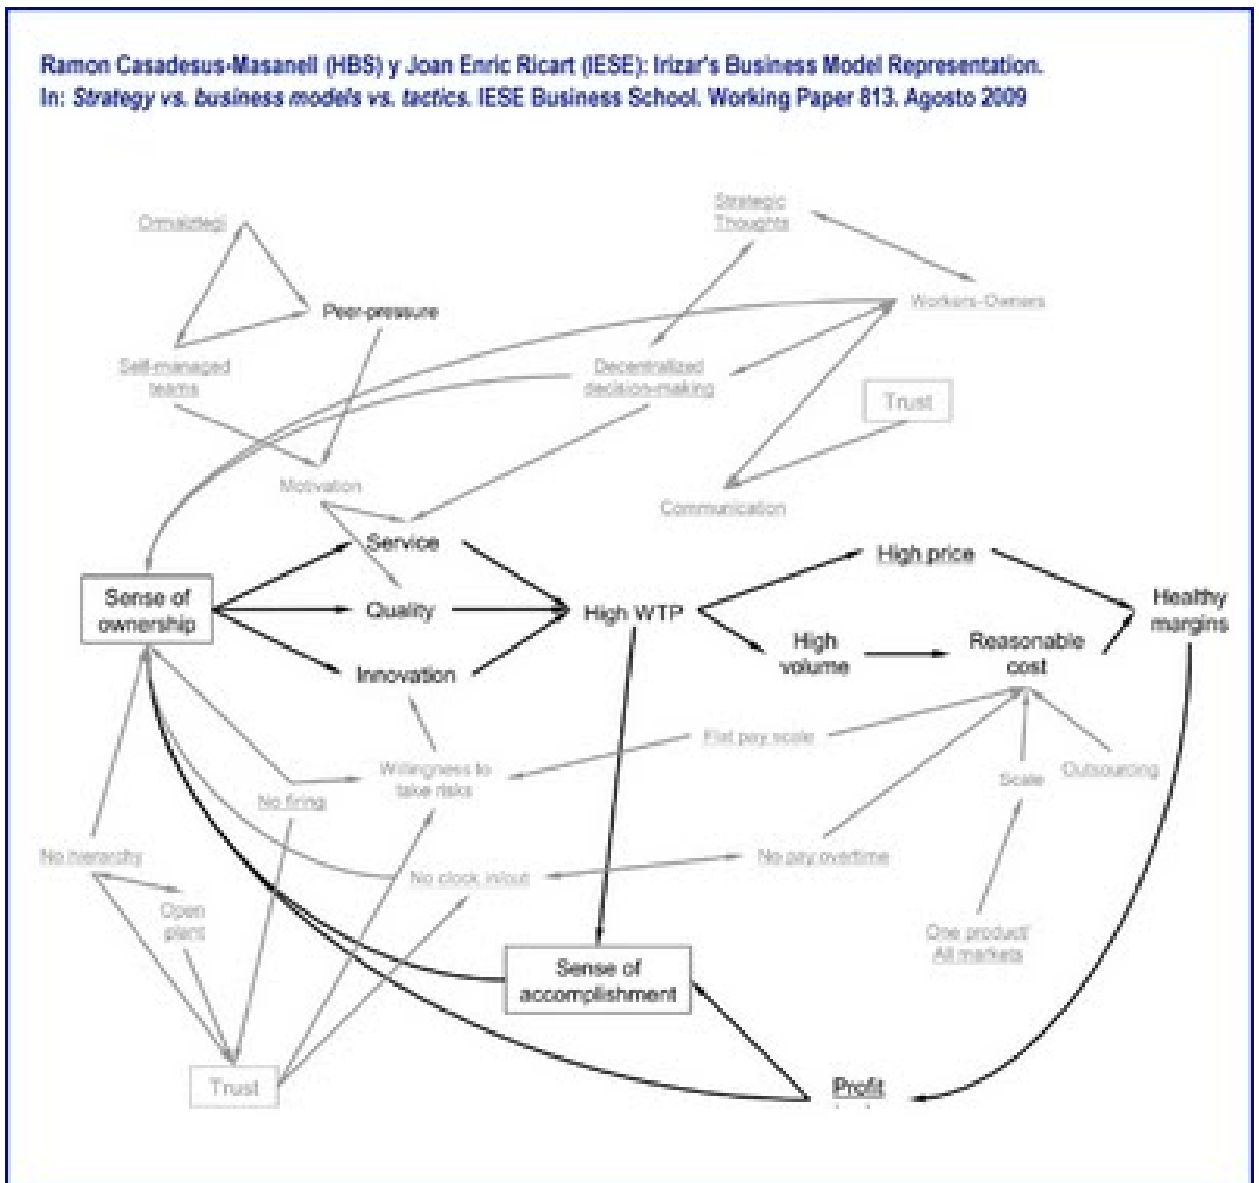 Ramon Casadesus-Masanell (HBS) y Joan Enric Ricart (IESE): Irizar's Business Model Representation.
In: Strategy vs. business models vs. tactics. IESE Business School. Working Paper 813. Agosto 2009
Strategic
Thoughts
Workers-Owners
Peer-pressure
Self-managed
teams
Decentralized
decision-making
Trust
Motivation
Communication
Service
High price
Sense of
ownership
Quality
High WTP
Healthy
margins
High
volume
Reasonable
cost
Innovation
Flat pay scale
Willingness to
take risks
Scale
Outsourcing
No firing
No hierarchy
No pay overtime
No clock in/out
Open
plant
One product/
All markets
Sense of
accomplishment
Trust
Profit